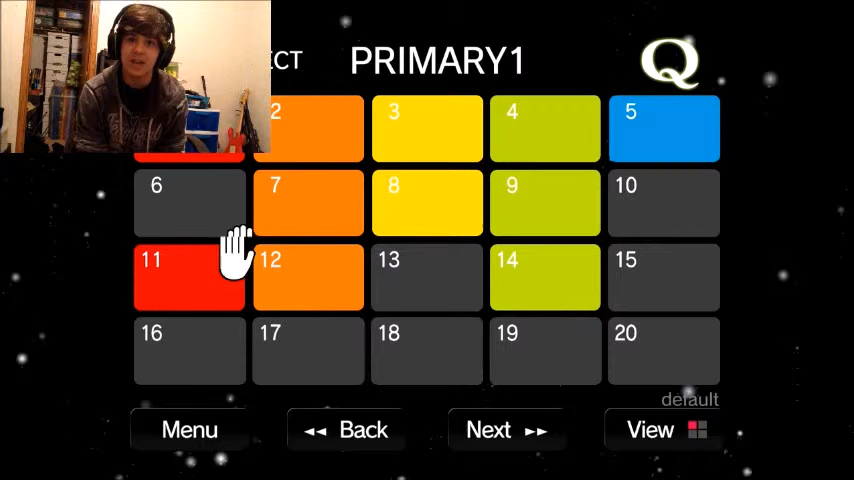 ECT PRIMARY1 Q
2 3 4 5
6 7 8 9 10
11 12 13 14 15
16 17 18 19 20
default
Menu Back Next View